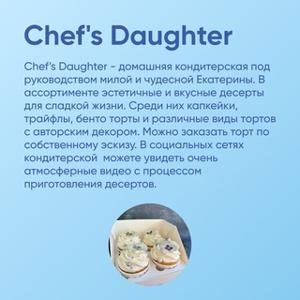 Chef's Daughter
Chef's Daughter - домашняя кондитерская под
руководством милой и чудесной Екатерины. В
ассортименте эстетичные и вкусные десерты
для сладкой жизни. Среди них капкейки,
трайфлы, бенто торты и различные виды тортов
с авторским декором. Можно заказать торт по
собственному эскизу. В социальных сетях
кондитерской можете увидеть очень
атмосферные видео с процессом
приготовления десертов.